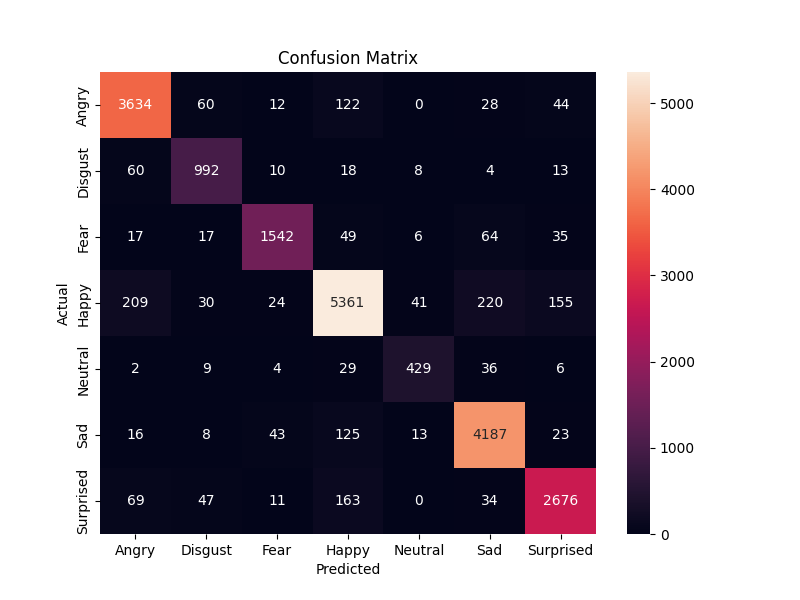 Confusion Matrix
Angry 3634 60 12 122 0 28 44
Disgust 60 992 10 18 8 4 13
Fear 17 17 1542 49 6 64 35
Happy 209 30 24 5361 41 220 155
Neutral 2 9 4 29 429 36 6
Sad 16 8 43 125 13 4187 23
Surprised 69 47 11 163 0 34 2676
Actual
Angry Disgust Fear Happy Neutral Sad Surprised
Predicted
5000
4000
3000
2000
1000
0